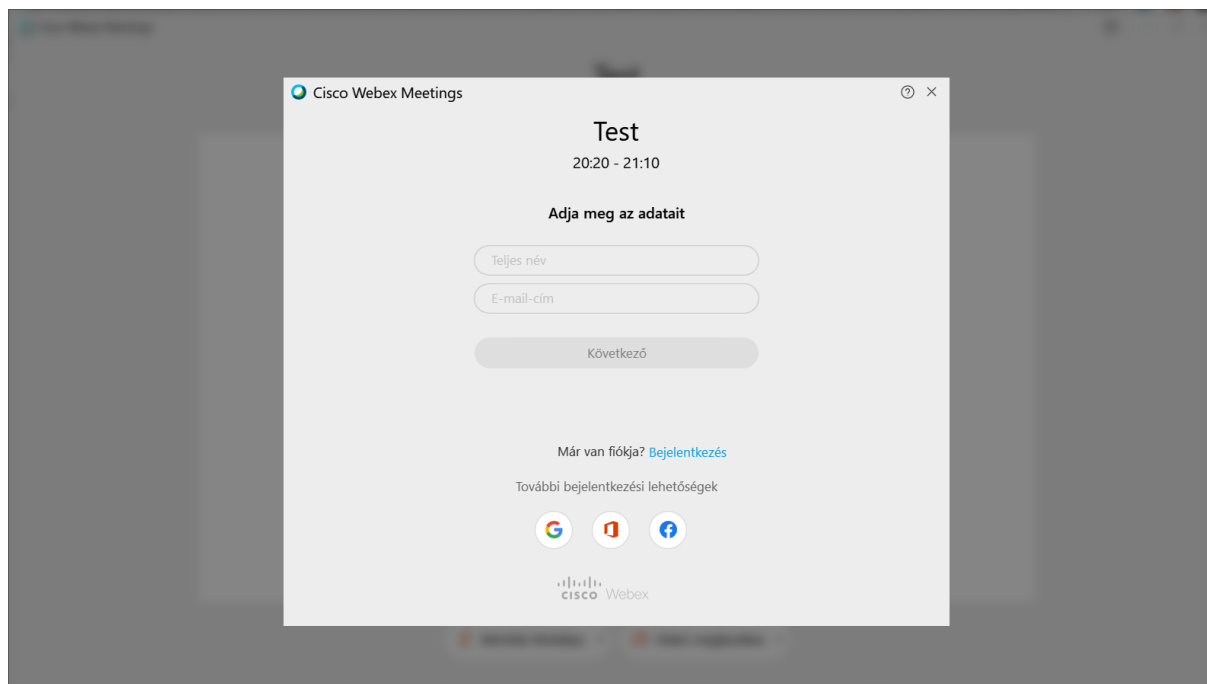 Cisco Webex Meetings
Test
20:20 - 21:10
Adja meg az adatait
Teljes név
E-mail-cím
Következő
Már van fiókja? Bejelentkezés
További bejelentkezési lehetőségek
cisco Webex